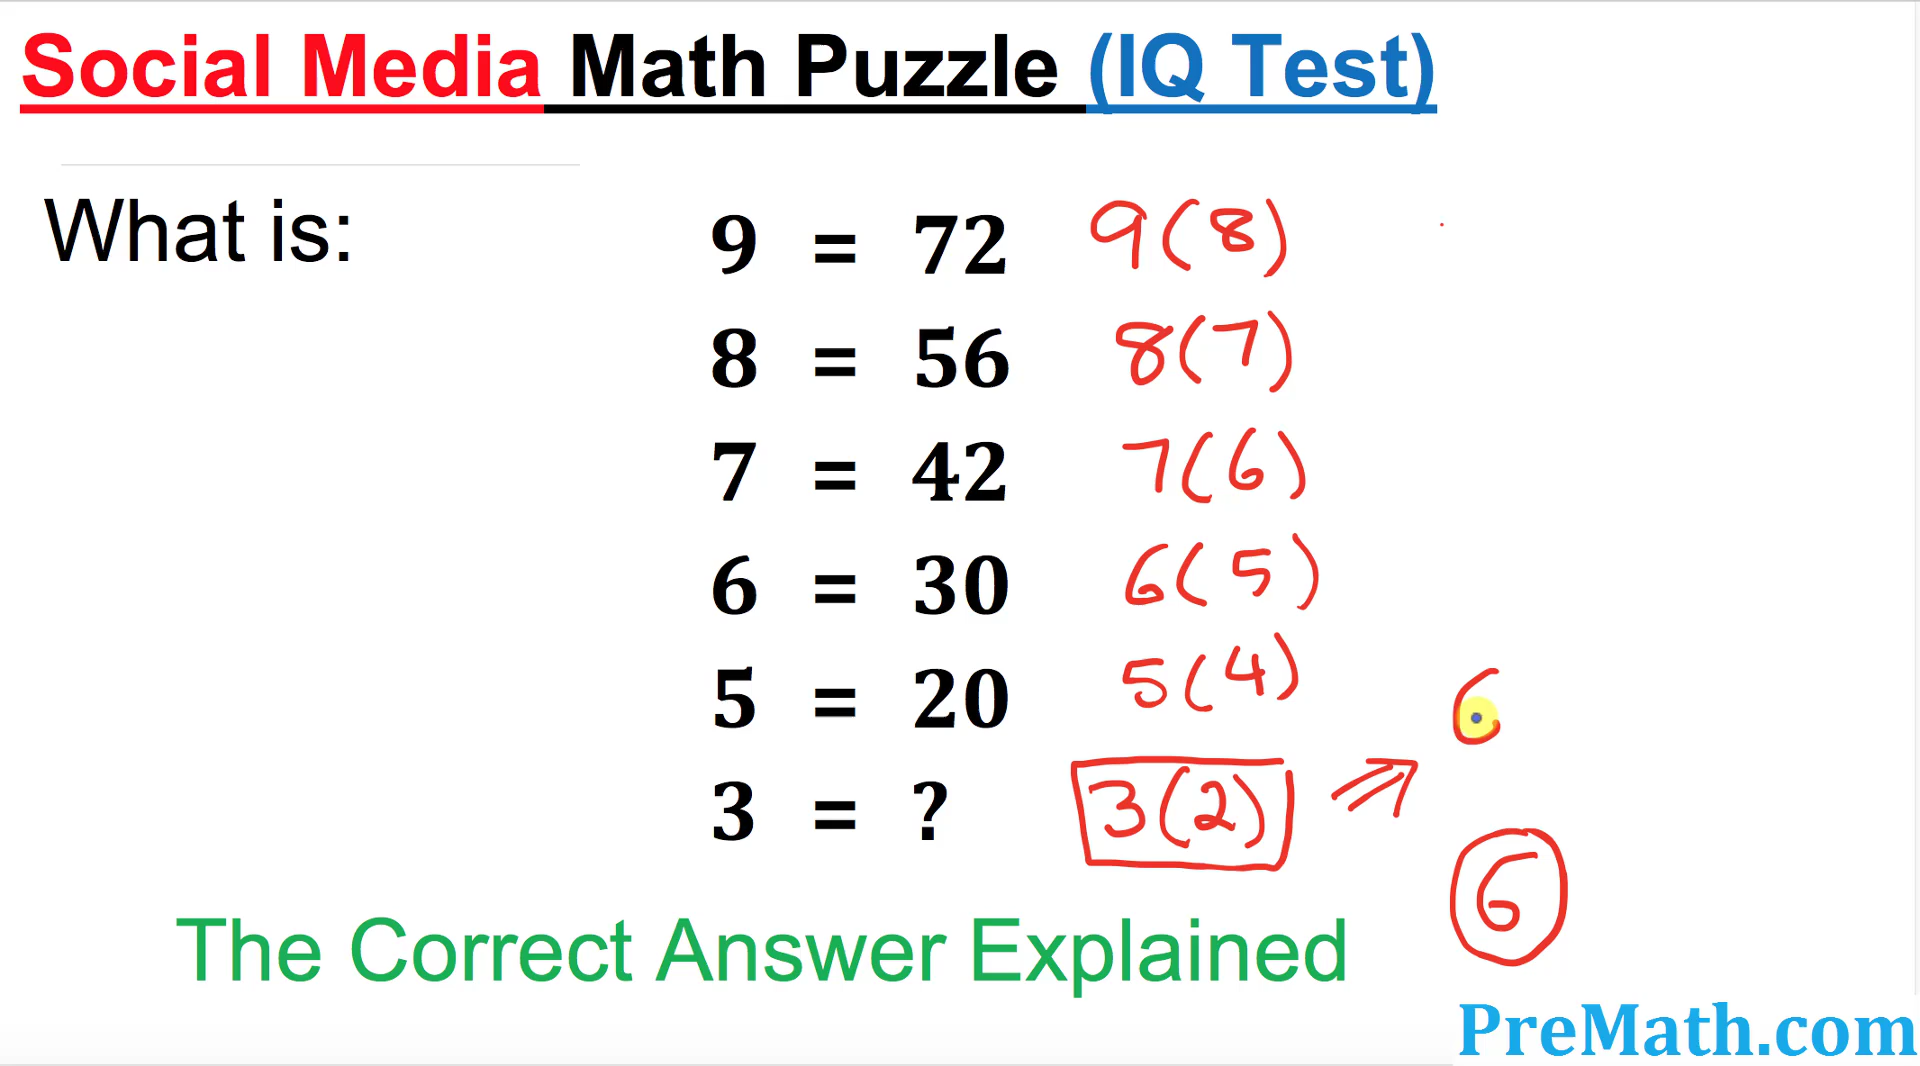 Social Media Math Puzzle (IQ Test)
What is:
9 = 72 9(8)
8 = 56 8(7)
7 = 42 7(6)
6 = 30 6(5)
5 = 20 5(4)
6
3 = ? 3(2) ⇒
6
The Correct Answer Explained
PreMath.com